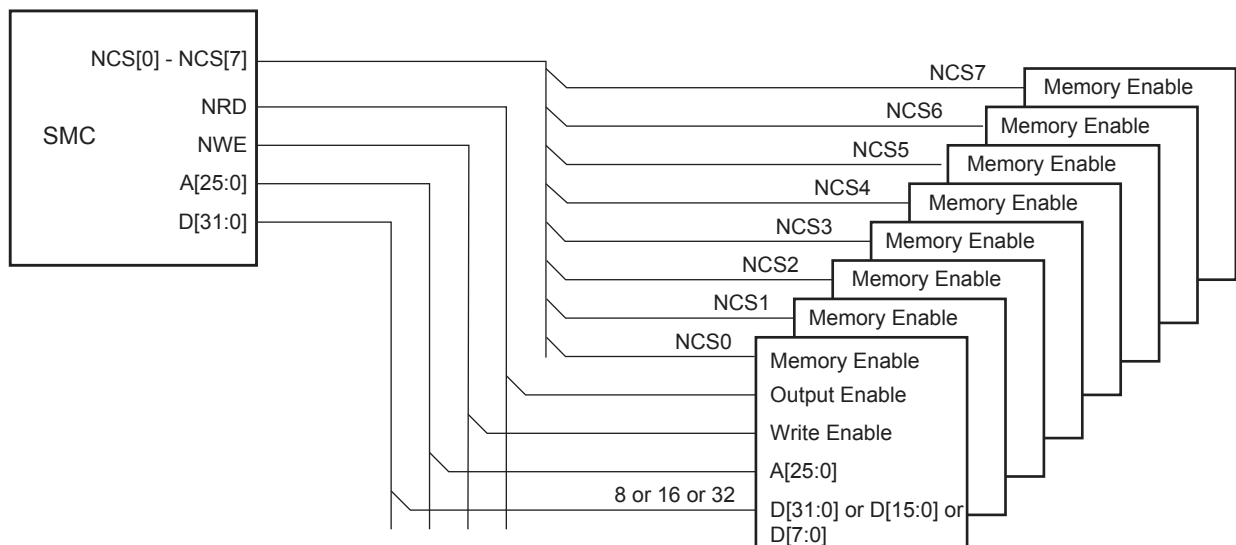 NCS[0] - NCS[7]
NRD
SMC
NWE
A[25:0]
D[31:0]
NCS7
Memory Enable
NCS6
Memory Enable
NCS5
Memory Enable
NCS4
Memory Enable
NCS3
Memory Enable
NCS2
Memory Enable
NCS1
Memory Enable
NCS0
Memory Enable
Output Enable
Write Enable
A[25:0]
8 or 16 or 32
D[31:0] or D[15:0] or
D[7:0]